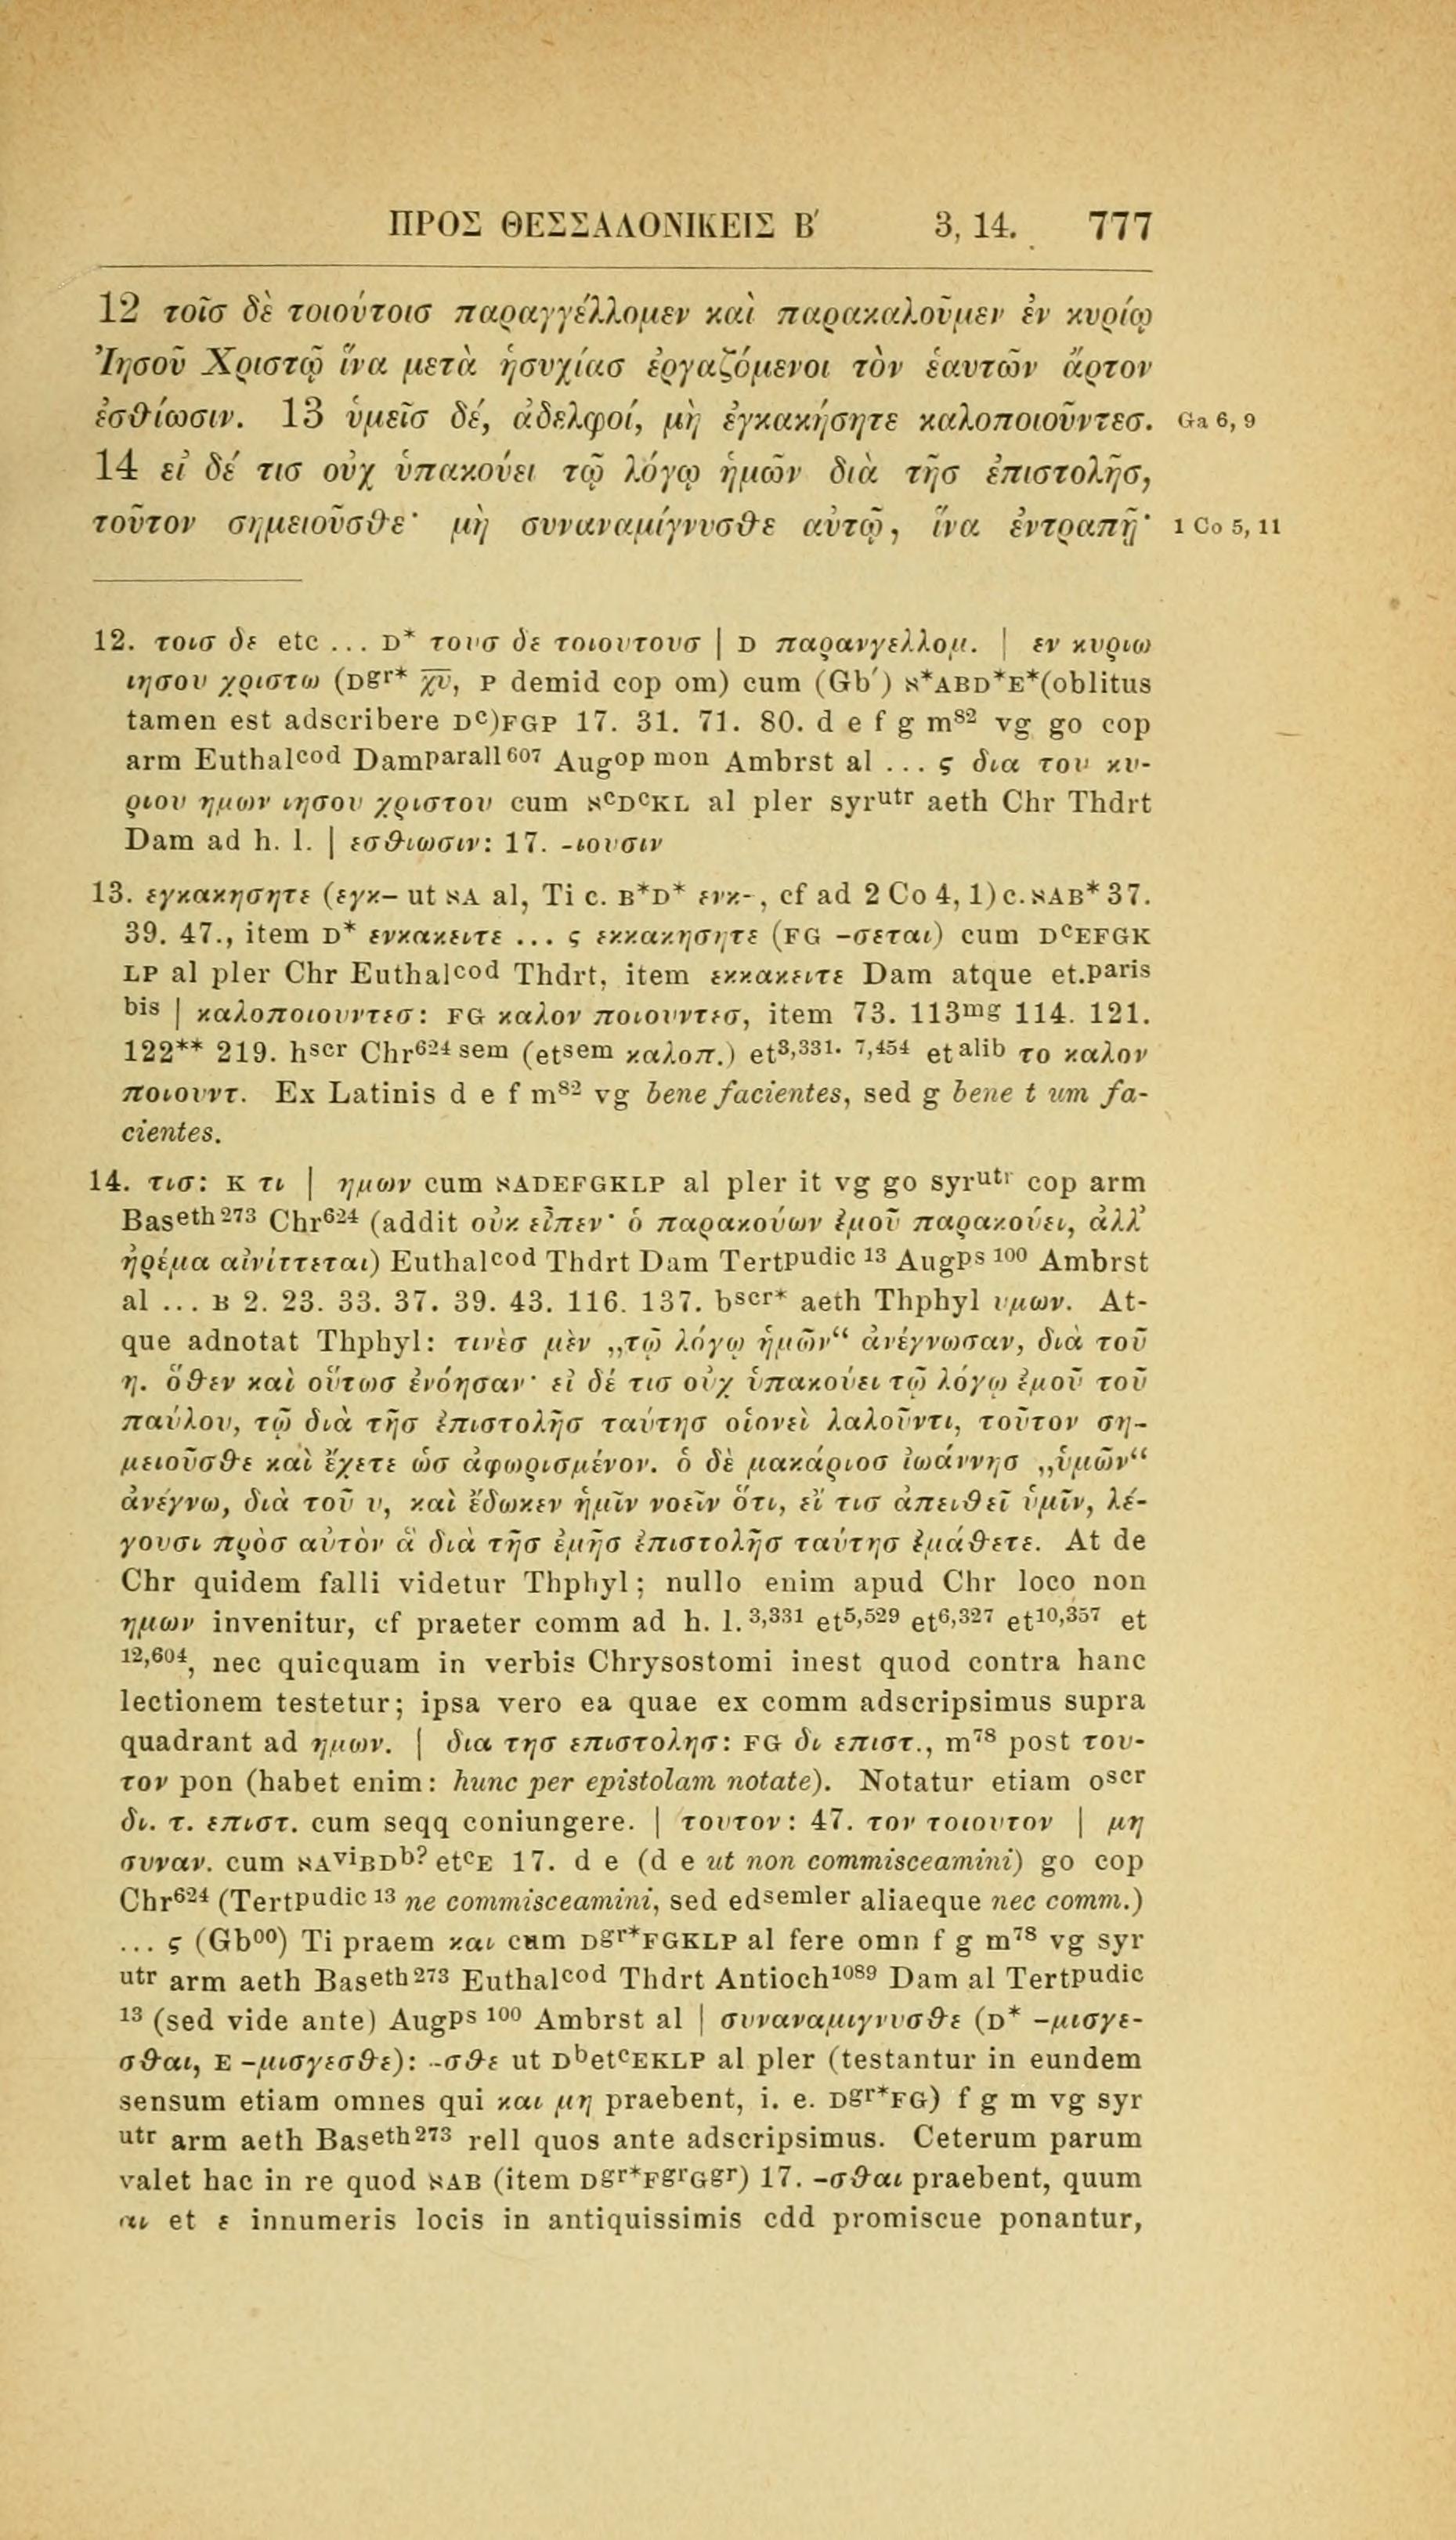 ΠΡΟΣ ΘΕΣΣΑΛΟΝΙΚΕΙΣ Β′ 3, 14. 777
12 τοῖσ δὲ τοιούτοισ παραγγέλλομεν καὶ παρακαλοῦμεν ἐν κυρίῳ
Ἰησοῦ Χριστῷ ἵνα μετὰ ἡσυχίασ ἐργαζόμενοι τὸν ἑαυτῶν ἄρτον
ἐσθίωσιν. 13 ὑμεῖσ δέ, ἀδελφοί, μὴ ἐγκακήσητε καλοποιοῦντεσ. Ga 6, 9
14 εἰ δέ τισ οὐχ ὑπακούει τῷ λόγῳ ἡμῶν διὰ τῆσ ἐπιστολῆσ,
τοῦτον σημειοῦσθε· μὴ συναναμίγνυσθε αὐτῷ, ἵνα ἐντραπῇ· 1 Co 5, 11
12. τοισ δε etc ... D* τουσ δε τοιουτουσ | D παρανγελλομ. | εν κυριω
ιησου χριστω (Dgr* χ̅υ̅, P demid cop om) cum (Gb′) א*ABD*E*(oblitus
tamen est adscribere Dc)FGP 17. 31. 71. 80. d e f g m82 vg go cop
arm Euthalcod Damparall607 Augop mon Ambrst al ... ς δια του κυ-
ριου ημων ιησου χριστου cum אcDcKL al pler syrutr aeth Chr Thdrt
Dam ad h. l. | εσθιωσιν: 17. -ιουσιν
13. εγκακησητε (εγκ- ut אA al, Ti c. B*D* ενκ-, cf ad 2 Co 4, 1) c. אAB* 37.
39. 47., item D* ενκακειτε ... ς εκκακησητε (FG -σεται) cum DcEFGK
LP al pler Chr Euthalcod Thdrt, item εκκακειτε Dam atque et.paris
bis | καλοποιουντεσ: FG καλον ποιουντεσ, item 73. 113mg 114. 121.
122** 219. hscr Chr624 sem (etsem καλοπ.) et3,331. 7,454 etalib το καλον
ποιουντ. Ex Latinis d e f m82 vg bene facientes, sed g bene t um fa-
cientes.
14. τισ: K τι | ημων cum אADEFGKLP al pler it vg go syrutr cop arm
Baseth273 Chr624 (addit οὐκ εἶπεν· ὁ παρακούων ἐμοῦ παρακούει, ἀλλ’
ἠρέμα αἰνίττεται) Euthalcod Thdrt Dam Tertpudic 13 Augps 100 Ambrst
al ... B 2. 23. 33. 37. 39. 43. 116. 137. bscr* aeth Thphyl υμων. At-
que adnotat Thphyl: τινὲσ μὲν „τῷ λόγῳ ἡμῶν“ ἀνέγνωσαν, διὰ τοῦ
η. ὅθεν καὶ οὕτωσ ἐνόησαν· εἰ δέ τισ οὐχ ὑπακούει τῷ λόγῳ ἐμοῦ τοῦ
παύλου, τῷ διὰ τῆσ ἐπιστολῆσ ταύτησ οἱονεὶ λαλοῦντι, τοῦτον ση-
μειοῦσθε καὶ ἔχετε ὡσ ἀφωρισμένον. ὁ δὲ μακάριοσ ἰωάννησ „ὑμῶν“
ἀνέγνω, διὰ τοῦ υ, καὶ ἔδωκεν ἡμῖν νοεῖν ὅτι, εἴ τισ ἀπειθεῖ ὑμῖν, λέ-
γουσι πρὸσ αὐτὸν ἃ διὰ τῆσ ἐμῆσ ἐπιστολῆσ ταύτησ ἐμάθετε. At de
Chr quidem falli videtur Thphyl; nullo enim apud Chr loco non
ημων invenitur, cf praeter comm ad h. l. 3,331 et5,529 et6,327 et10,357 et
12,604, nec quicquam in verbis Chrysostomi inest quod contra hanc
lectionem testetur; ipsa vero ea quae ex comm adscripsimus supra
quadrant ad ημων. | δια τησ επιστολησ: FG δι επιστ., m78 post του-
τον pon (habet enim: hunc per epistolam notate). Notatur etiam oscr
δι. τ. επιστ. cum seqq coniungere. | τουτον: 47. τον τοιουτον | μη
συναν. cum אAviBDb? etcE 17. d e (d e ut non commisceamini) go cop
Chr624 (Tertpudic 13 ne commisceamini, sed edsemler aliaeque nec comm.)
... ς (Gb00) Ti praem και cum Dgr*FGKLP al fere omn f g m78 vg syr
utr arm aeth Baseth273 Euthalcod Thdrt Antioch1089 Dam al Tertpudic
13 (sed vide ante) Augps 100 Ambrst al | συναναμιγνυσθε (D* -μισγε-
σθαι, E -μισγεσθε): -σθε ut DbetcEKLP al pler (testantur in eundem
sensum etiam omnes qui και μη praebent, i. e. Dgr*FG) f g m vg syr
utr arm aeth Baseth273 rell quos ante adscripsimus. Ceterum parum
valet hac in re quod אAB (item Dgr*FgrGgr) 17. -σθαι praebent, quum
αι et ε innumeris locis in antiquissimis cdd promiscue ponantur,